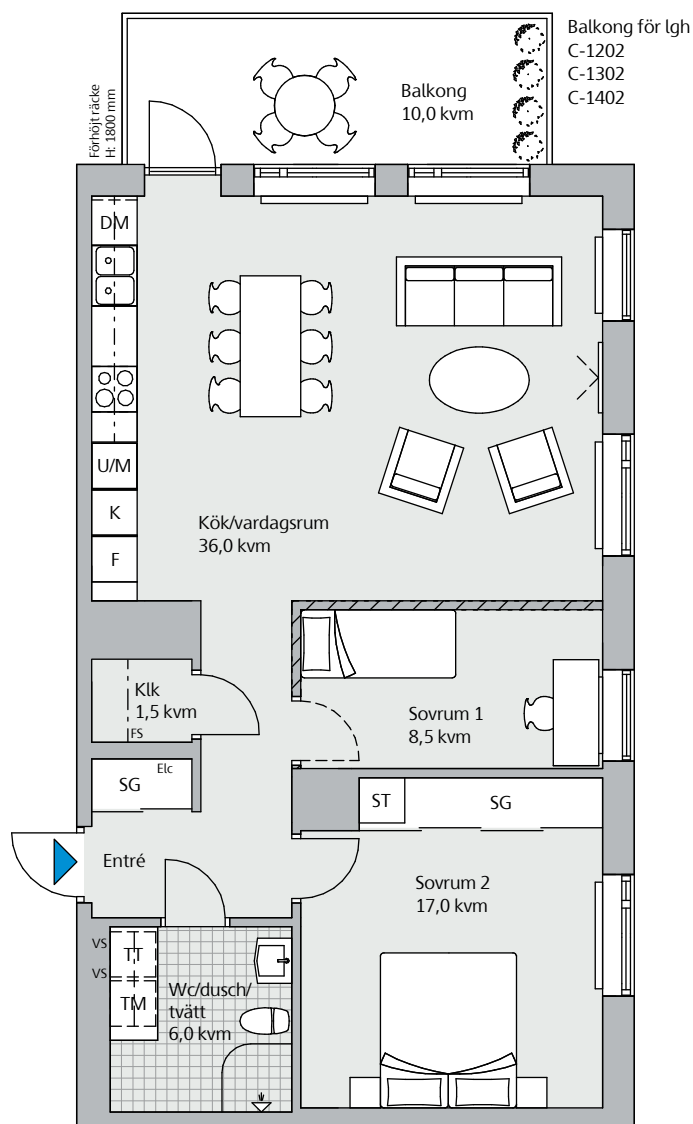 Balkong för lgh
C-1202
C-1302
C-1402
Balkong
10,0 kvm
Förhöjt räcke
H: 1800 mm
DM
U/M
K
F
Kök/vardagsrum
36,0 kvm
Klk
1,5 kvm
FS
Sovrum 1
8,5 kvm
Elc
SG
ST
SG
Entré
Sovrum 2
17,0 kvm
VS
TT
VS
TM
Wc/dusch/
tvätt
6,0 kvm